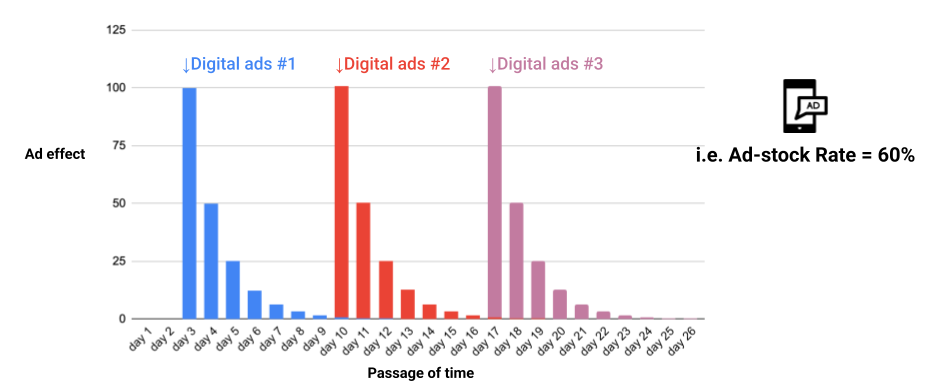 125
↓Digital ads #1
↓Digital ads #2
↓Digital ads #3
100
AD
Ad effect
75
i.e. Ad-stock Rate = 60%
50
25
0
day 1
day 2
day 3
day 4
day 5
day 6
day 7
day 8
day 9
day 10
day 11
day 12
day 13
day 14
day 15
day 16
day 17
day 18
day 19
day 20
day 21
day 22
day 23
day 24
day 25
day 26
Passage of time